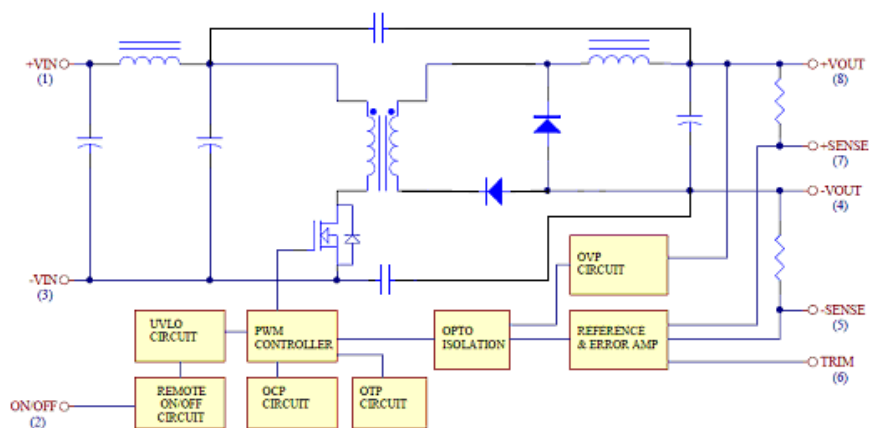 +VIN
(1)
+VOUT
(8)
+SENSE
(7)
-VOUT
(4)
-VIN
(3)
OVP
CIRCUIT
-SENSE
(5)
UVLO
CIRCUIT
PWM
CONTROLLER
OPTO
ISOLATION
REFERENCE
& ERROR AMP
TRIM
(6)
ON/OFF
(2)
REMOTE
ON/OFF
CIRCUIT
OCP
CIRCUIT
OTP
CIRCUIT